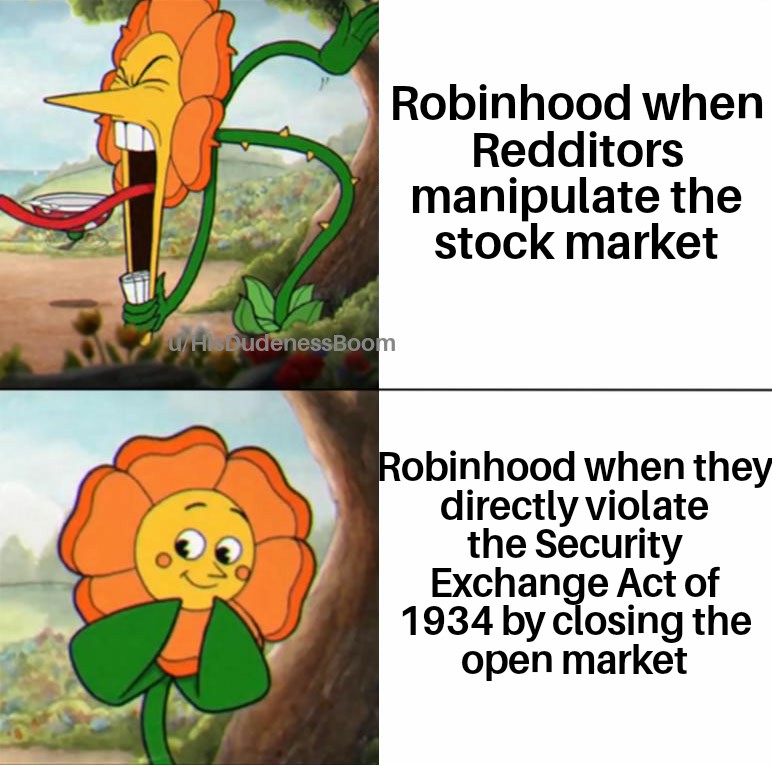 Robinhood when
Redditors
manipulate the
stock market
u/HisDudenessBoom
Robinhood when they
directly violate
the Security
Exchange Act of
1934 by closing the
open market